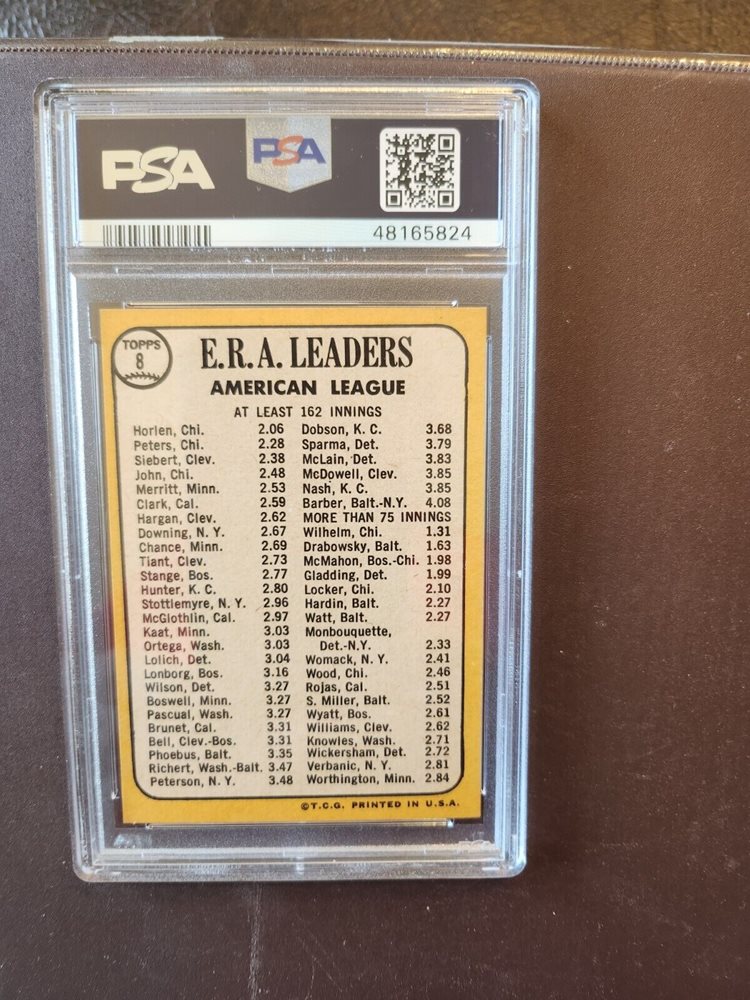 PSA
PSA
48165824
TOPPS
8
E.R.A. LEADERS
AMERICAN LEAGUE
AT LEAST 162 INNINGS
Horlen, Chi. 2.06
Peters, Chi. 2.28
Siebert, Clev. 2.38
John, Chi. 2.48
Merritt, Minn. 2.53
Clark, Cal. 2.59
Hargan, Clev. 2.62
Downing, N. Y. 2.67
Chance, Minn. 2.69
Tiant, Clev. 2.73
Stange, Bos. 2.77
Hunter, K. C. 2.80
Stottlemyre, N. Y. 2.96
McGlothlin, Cal. 2.97
Kaat, Minn. 3.03
Ortega, Wash. 3.03
Lolich, Det. 3.04
Lonborg, Bos. 3.16
Wilson, Det. 3.27
Boswell, Minn. 3.27
Pascual, Wash. 3.27
Brunet, Cal. 3.31
Bell, Clev.-Bos. 3.31
Phoebus, Balt. 3.35
Richert, Wash.-Balt. 3.47
Peterson, N. Y. 3.48
Dobson, K. C. 3.68
Sparma, Det. 3.79
McLain, Det. 3.83
McDowell, Clev. 3.85
Nash, K. C. 3.85
Barber, Balt.-N.Y. 4.08
MORE THAN 75 INNINGS
Wilhelm, Chi. 1.31
Drabowsky, Balt. 1.63
McMahon, Bos.-Chi. 1.98
Gladding, Det. 1.99
Locker, Chi. 2.10
Hardin, Balt. 2.27
Watt, Balt. 2.27
Monbouquette,
Det.-N.Y. 2.33
Womack, N. Y. 2.41
Wood, Chi. 2.46
Rojas, Cal. 2.51
S. Miller, Balt. 2.52
Wyatt, Bos. 2.61
Williams, Clev. 2.62
Knowles, Wash. 2.71
Wickersham, Det. 2.72
Verbanic, N. Y. 2.81
Worthington, Minn. 2.84
©T.C.G. PRINTED IN U.S.A.